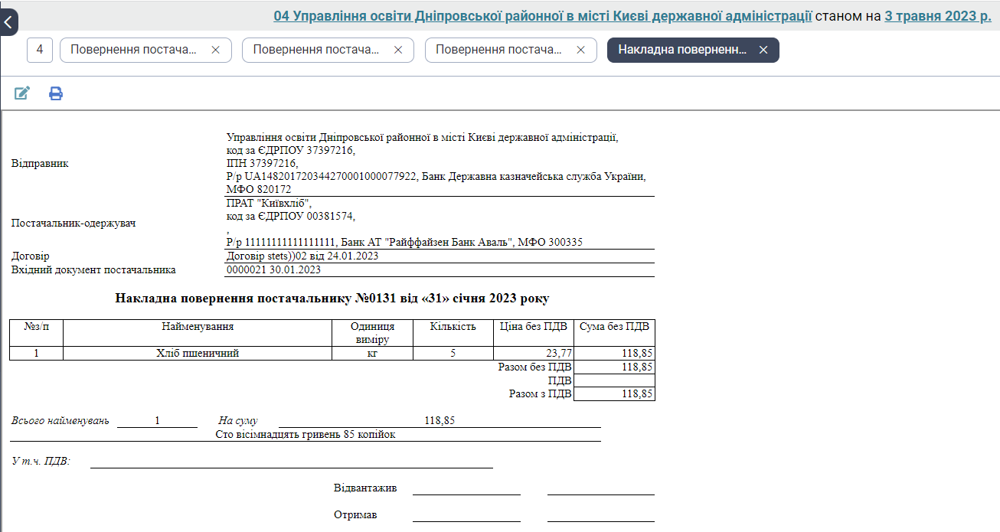 04 Управління освіти Дніпровської районної в місті Києві державної адміністрації станом на 3 травня 2023 р.
4 Повернення постача... Повернення постача... Повернення постача... Накладна поверненн...
Відправник
Управління освіти Дніпровської районної в місті Києві державної адміністрації,
код за ЄДРПОУ 37397216,
ІПН 37397216,
Р/р UA148201720344270001000077922, Банк Державна казначейська служба України,
МФО 820172
Постачальник-одержувач
ПРАТ "Київхліб",
код за ЄДРПОУ 00381574,
,
Р/р 11111111111111111, Банк АТ "Райффайзен Банк Аваль", МФО 300335
Договір Договір stets))02 від 24.01.2023
Вхідний документ постачальника 0000021 30.01.2023
Накладна повернення постачальнику №0131 від «31» січня 2023 року
№з/п Найменування Одиниця виміру Кількість Ціна без ПДВ Сума без ПДВ
1 Хліб пшеничний кг 5 23,77 118,85
Разом без ПДВ 118,85
ПДВ
Разом з ПДВ 118,85
Всього найменувань 1 На суму 118,85
Сто вісімнадцять гривень 85 копійок
У т.ч. ПДВ:
Відвантажив
Отримав